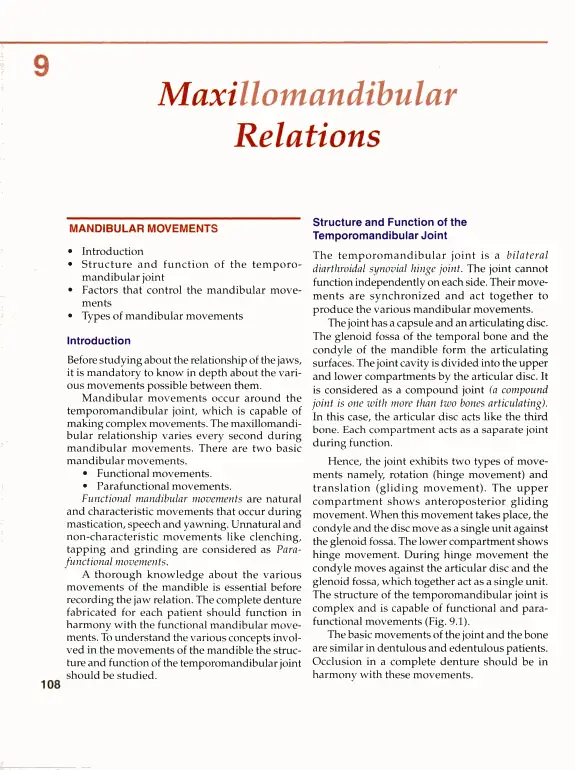 9
Maxillomandibular
Relations
MANDIBULAR MOVEMENTS
• Introduction
• Structure and function of the temporo-
mandibular joint
• Factors that control the mandibular move-
ments
• Types of mandibular movements
Introduction
Before studying about the relationship of the jaws,
it is mandatory to know in depth about the vari-
ous movements possible between them.
Mandibular movements occur around the
temporomandibular joint, which is capable of
making complex movements. The maxillomandi-
bular relationship varies every second during
mandibular movements. There are two basic
mandibular movements.
• Functional movements.
• Parafunctional movements.
Functional mandibular movements are natural
and characteristic movements that occur during
mastication, speech and yawning. Unnatural and
non-characteristic movements like clenching,
tapping and grinding are considered as Para-
functional movements.
A thorough knowledge about the various
movements of the mandible is essential before
recording the jaw relation. The complete denture
fabricated for each patient should function in
harmony with the functional mandibular move-
ments. To understand the various concepts invol-
ved in the movements of the mandible the struc-
ture and function of the temporomandibular joint
should be studied.
108
Structure and Function of the
Temporomandibular Joint
The temporomandibular joint is a bilateral
diarthroidal synovial hinge joint. The joint cannot
function independently on each side. Their move-
ments are synchronized and act together to
produce the various mandibular movements.
The joint has a capsule and an articulating disc.
The glenoid fossa of the temporal bone and the
condyle of the mandible form the articulating
surfaces. The joint cavity is divided into the upper
and lower compartments by the articular disc. It
is considered as a compound joint (a compound
joint is one with more than two bones articulating).
In this case, the articular disc acts like the third
bone. Each compartment acts as a saparate joint
during function.
Hence, the joint exhibits two types of move-
ments namely, rotation (hinge movement) and
translation (gliding movement). The upper
compartment shows anteroposterior gliding
movement. When this movement takes place, the
condyle and the disc move as a single unit against
the glenoid fossa. The lower compartment shows
hinge movement. During hinge movement the
condyle moves against the articular disc and the
glenoid fossa, which together act as a single unit.
The structure of the temporomandibular joint is
complex and is capable of functional and para-
functional movements (Fig. 9.1).
The basic movements of the joint and the bone
are similar in dentulous and edentulous patients.
Occlusion in a complete denture should be in
harmony with these movements.